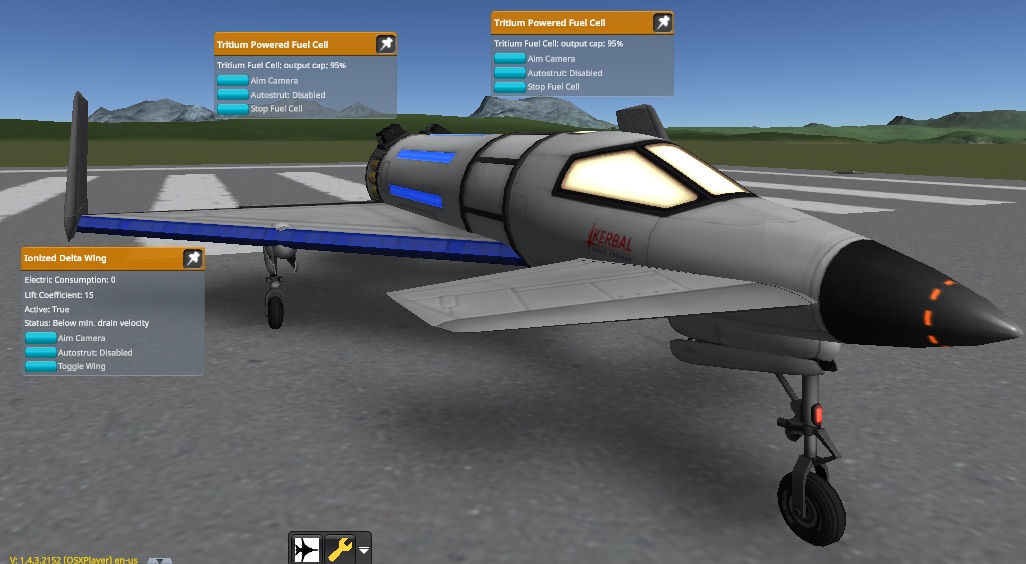 Tritium Powered Fuel Cell
Tritium Fuel Cell: output cap: 95%
Aim Camera
Autostrut: Disabled
Stop Fuel Cell
Tritium Powered Fuel Cell
Tritium Fuel Cell: output cap: 95%
Aim Camera
Autostrut: Disabled
Stop Fuel Cell
KERBAL
Ionized Delta Wing
Electric Consumption: 0
Lift Coefficient: 15
Active: True
Status: Below min. drain velocity
Aim Camera
Autostrut: Disabled
Toggle Wing
V: 1.4.3.2152 (OSXPlayer) en-us